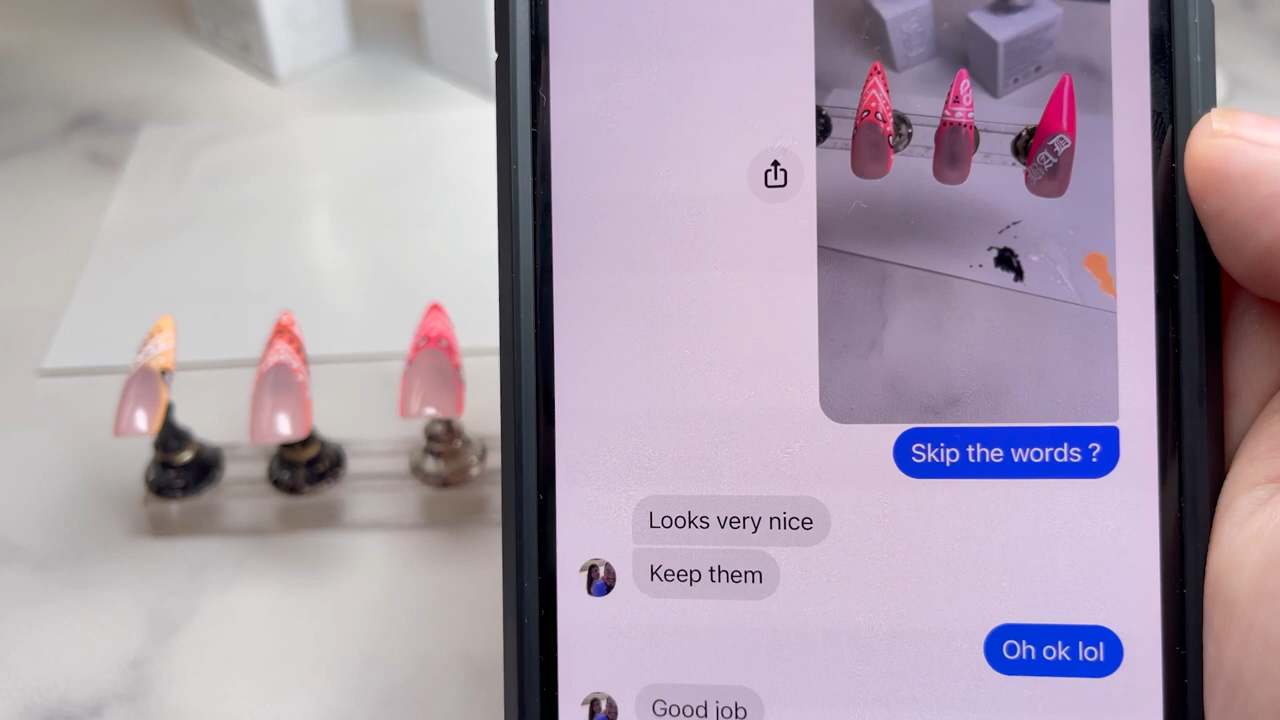 Skip the words ?
Looks very nice
Keep them
Oh ok lol
Good job